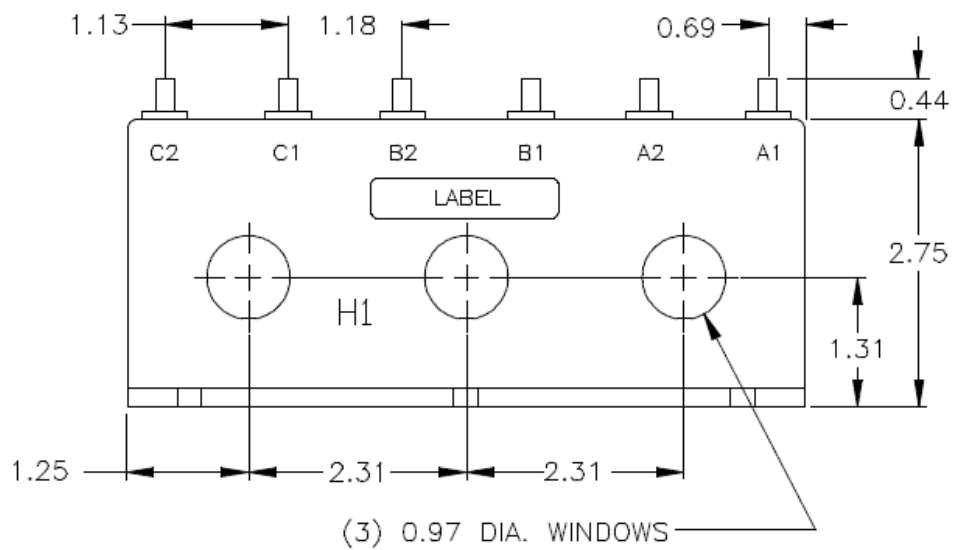 1.13 1.18 0.69
0.44
C2 C1 B2 B1 A2 A1
LABEL
2.75
H1
1.31
1.25 2.31 2.31
(3) 0.97 DIA. WINDOWS